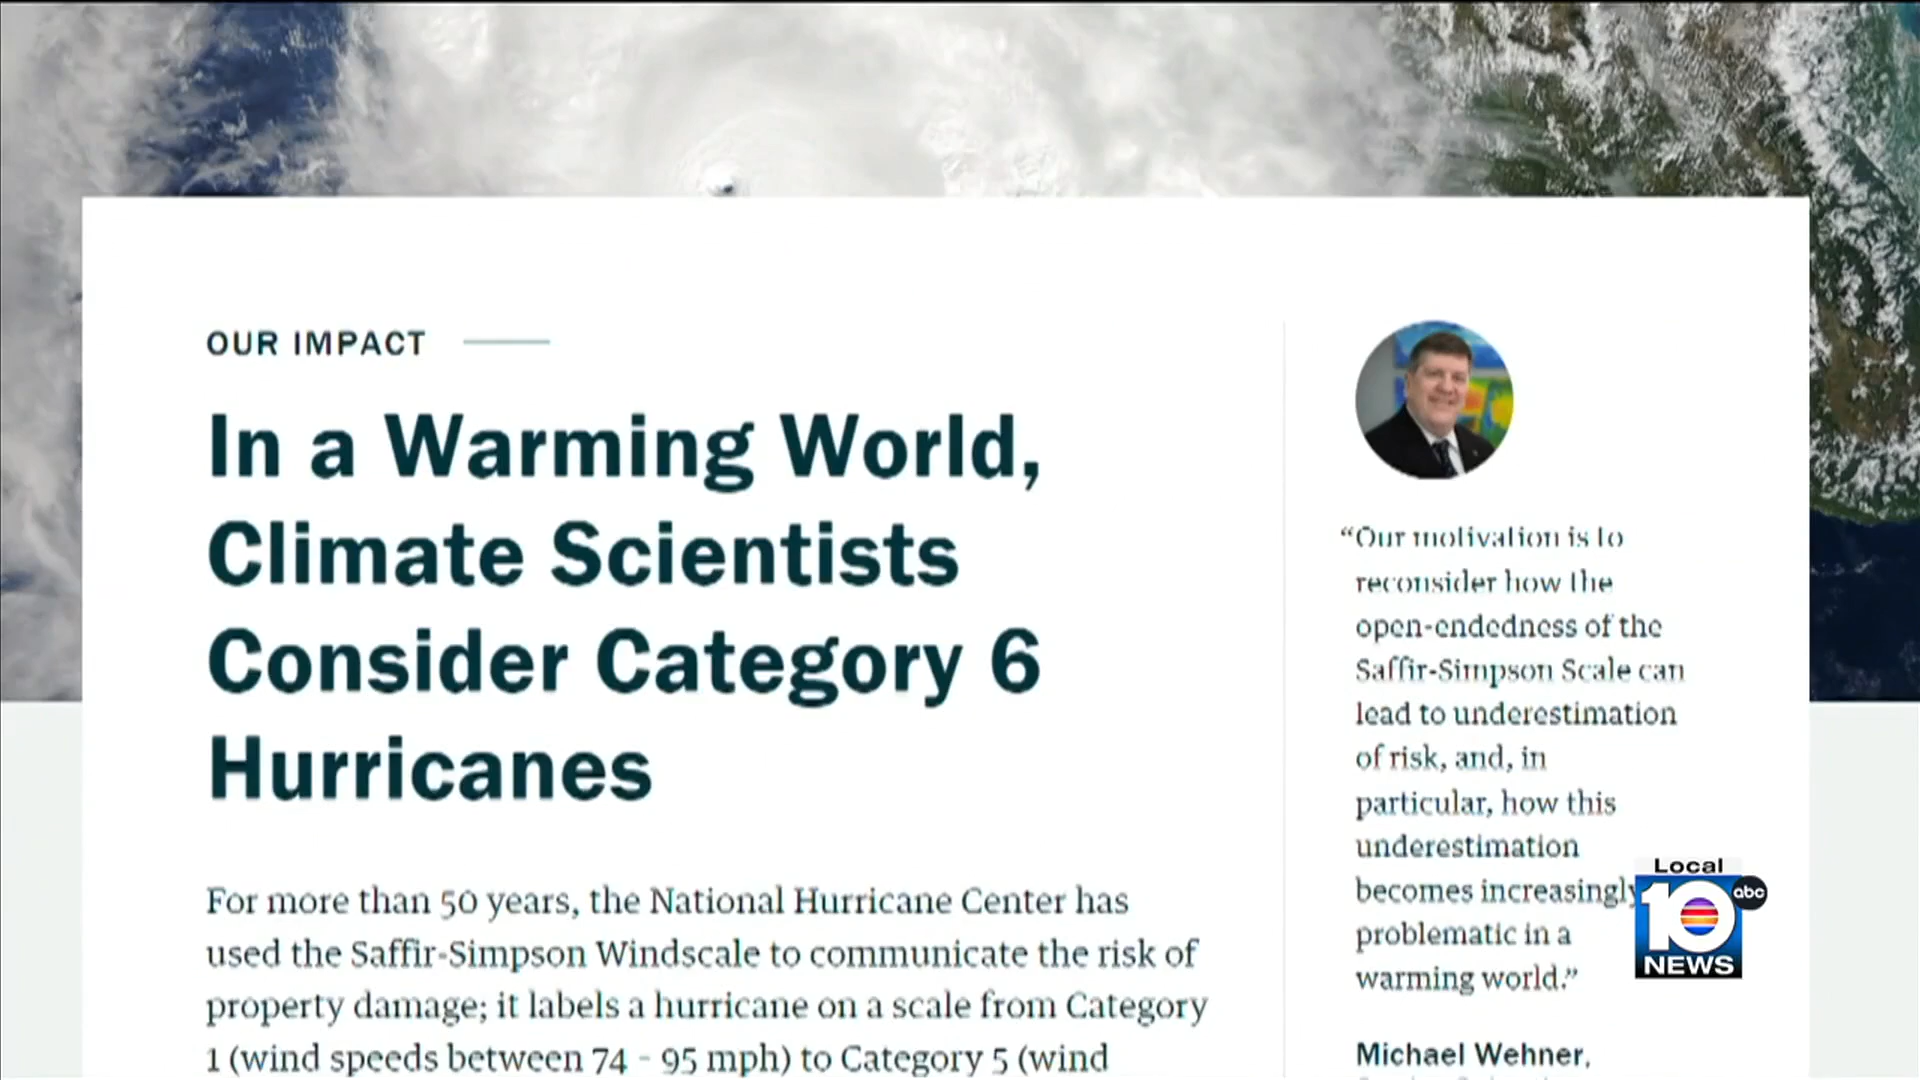 OUR IMPACT
In a Warming World,
Climate Scientists
Consider Category 6
Hurricanes
For more than 50 years, the National Hurricane Center has
used the Saffir-Simpson Windscale to communicate the risk of
property damage; it labels a hurricane on a scale from Category
1 (wind speeds between 74 - 95 mph) to Category 5 (wind
“Our motivation is to
reconsider how the
open-endedness of the
Saffir-Simpson Scale can
lead to underestimation
of risk, and, in
particular, how this
underestimation
becomes increasingly
problematic in a
warming world.”
Michael Wehner,
Local
10
abc
NEWS